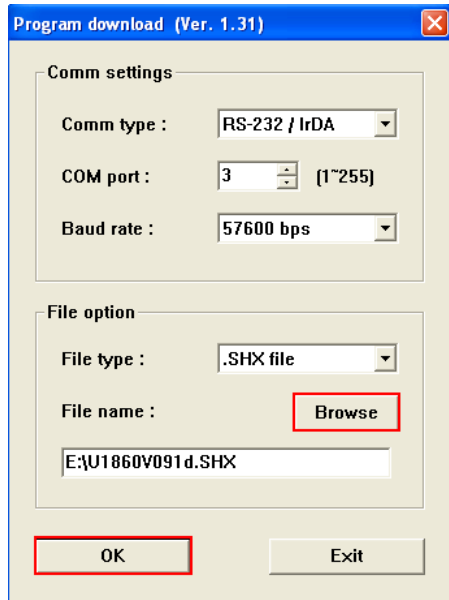 Program download (Ver. 1.31)
Comm settings
Comm type : RS-232 / IrDA
COM port : 3 (1~255)
Baud rate : 57600 bps
File option
File type : .SHX file
File name : Browse
E:\U1860V091d.SHX
OK Exit